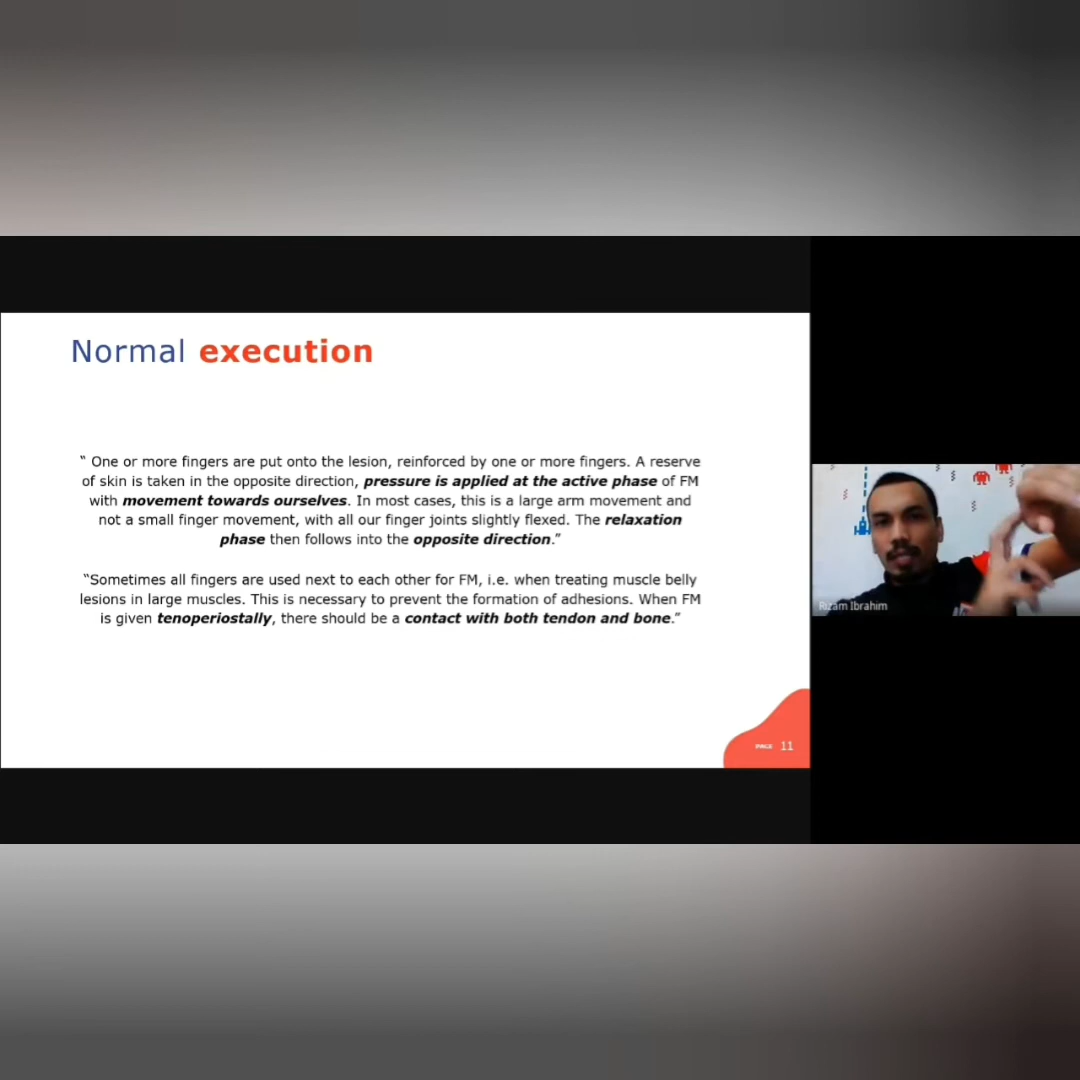 Normal execution
“ One or more fingers are put onto the lesion, reinforced by one or more fingers. A reserve
of skin is taken in the opposite direction, pressure is applied at the active phase of FM
with movement towards ourselves. In most cases, this is a large arm movement and
not a small finger movement, with all our finger joints slightly flexed. The relaxation
phase then follows into the opposite direction.”
“Sometimes all fingers are used next to each other for FM, i.e. when treating muscle belly
lesions in large muscles. This is necessary to prevent the formation of adhesions. When FM
is given tenoperiostally, there should be a contact with both tendon and bone.”
PAGE 11
Rizam Ibrahim